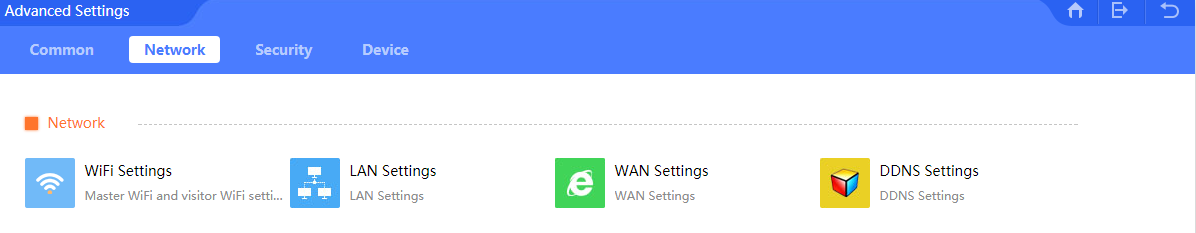 Advanced Settings
Common Network Security Device
Network
WiFi Settings LAN Settings WAN Settings DDNS Settings
Master WiFi and visitor WiFi setti... LAN Settings WAN Settings DDNS Settings